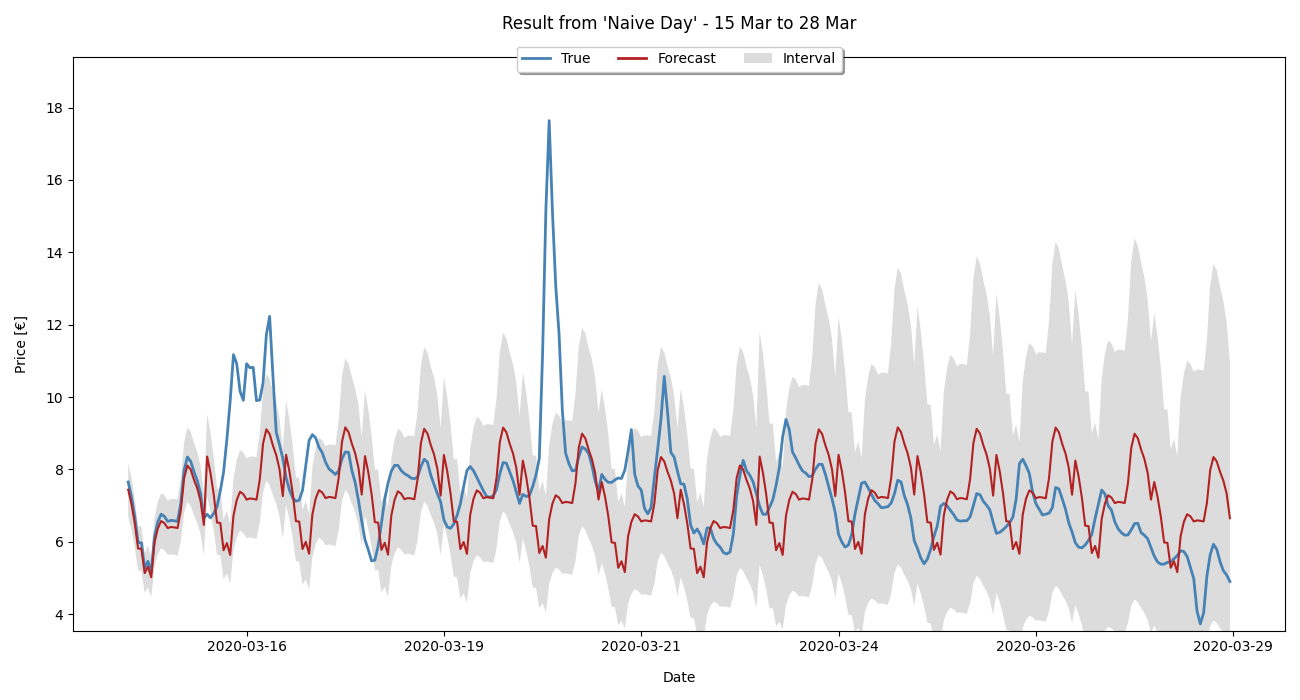 Result from 'Naive Day' - 15 Mar to 28 Mar
True Forecast Interval
18
16
14
12
10
8
6
4
Price [€]
2020-03-16 2020-03-19 2020-03-21 2020-03-24 2020-03-26 2020-03-29
Date